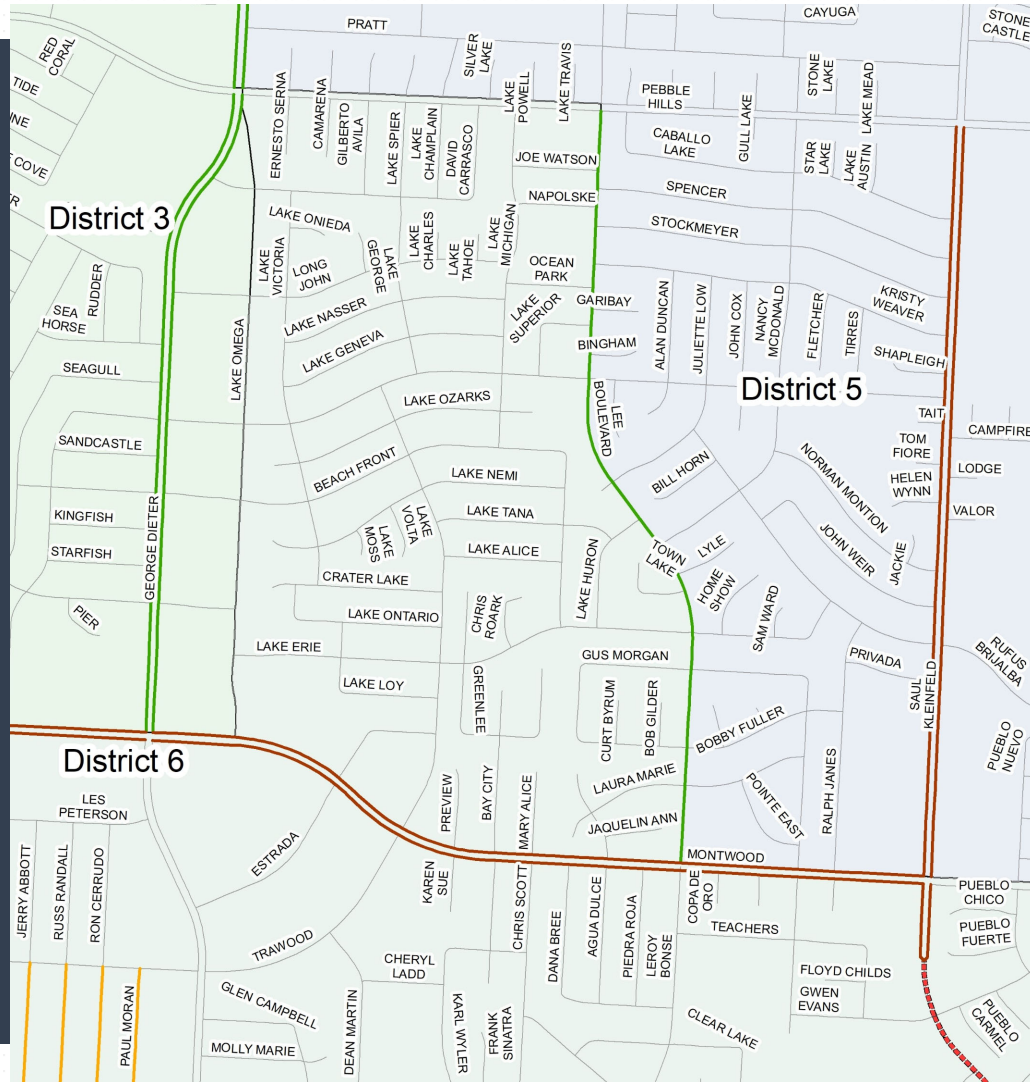 PRATT
CAYUGA
STONE
CASTLE
RED
CORAL
SILVER
LAKE
LAKE TRAVIS
LAKE
POWELL
STONE
LAKE
LAKE MEAD
PEBBLE
HILLS
TIDE
ERNESTO SERNA
CAMARENA
GILBERTO
AVILA
LAKE SPIER
LAKE
CHAMPLAIN
DAVID
CARRASCO
JOE WATSON
CABALLO
LAKE
GULL LAKE
STAR
LAKE
LAKE
AUSTIN
COVE
NAPOLSKE
SPENCER
District 3
LAKE ONIEDA
LAKE
VICTORIA
LONG
JOHN
LAKE
GEORGE
LAKE
CHARLES
LAKE
TAHOE
LAKE
MICHIGAN
STOCKMEYER
OCEAN
PARK
RUDDER
SEA
HORSE
LAKE NASSER
LAKE
SUPERIOR
GARIBAY
ALAN DUNCAN
JULIETTE LOW
JOHN COX
NANCY
MCDONALD
FLETCHER
TIRRES
KRISTY
WEAVER
LAKE OMEGA
LAKE GENEVA
BINGHAM
SHAPLEIGH
SEAGULL
District 5
LAKE OZARKS
LEE
BOULEVARD
TAIT
CAMPFIRE
SANDCASTLE
TOM
FIORE
BEACH FRONT
LAKE NEMI
BILL HORN
NORMAN MONTION
HELEN
WYNN
LODGE
KINGFISH
GEORGE DIETER
LAKE
MOSS
LAKE
VOLTA
LAKE TANA
VALOR
STARFISH
LAKE ALICE
LAKE HURON
TOWN
LAKE
LYLE
JOHN WEIR
JACKIE
CRATER LAKE
HOME
SHOW
PIER
LAKE ONTARIO
CHRIS
ROARK
SAM WARD
LAKE ERIE
GUS MORGAN
PRIVADA
RUFUS
BRIJALBA
LAKE LOY
GREENLEE
CURT BYRUM
BOB GILDER
SAUL
KLEINFELD
BOBBY FULLER
PUEBLO
NUEVO
District 6
LES
PETERSON
PREVIEW
BAY CITY
MARY ALICE
LAURA MARIE
POINTE EAST
RALPH JANES
JAQUELIN ANN
ESTRADA
MONTWOOD
JERRY ABBOTT
RUSS RANDALL
RON CERRUDO
KAREN
SUE
CHRIS SCOTT
DANA BREE
AGUA DULCE
PIEDRA ROJA
LEROY
BONSE
COPA DE
ORO
PUEBLO
CHICO
TEACHERS
PUEBLO
FUERTE
TRAWOOD
CHERYL
LADD
FLOYD CHILDS
GWEN
EVANS
PAUL MORAN
GLEN CAMPBELL
DEAN MARTIN
KARL WYLER
FRANK
SINATRA
CLEAR LAKE
PUEBLO
CARMEL
MOLLY MARIE